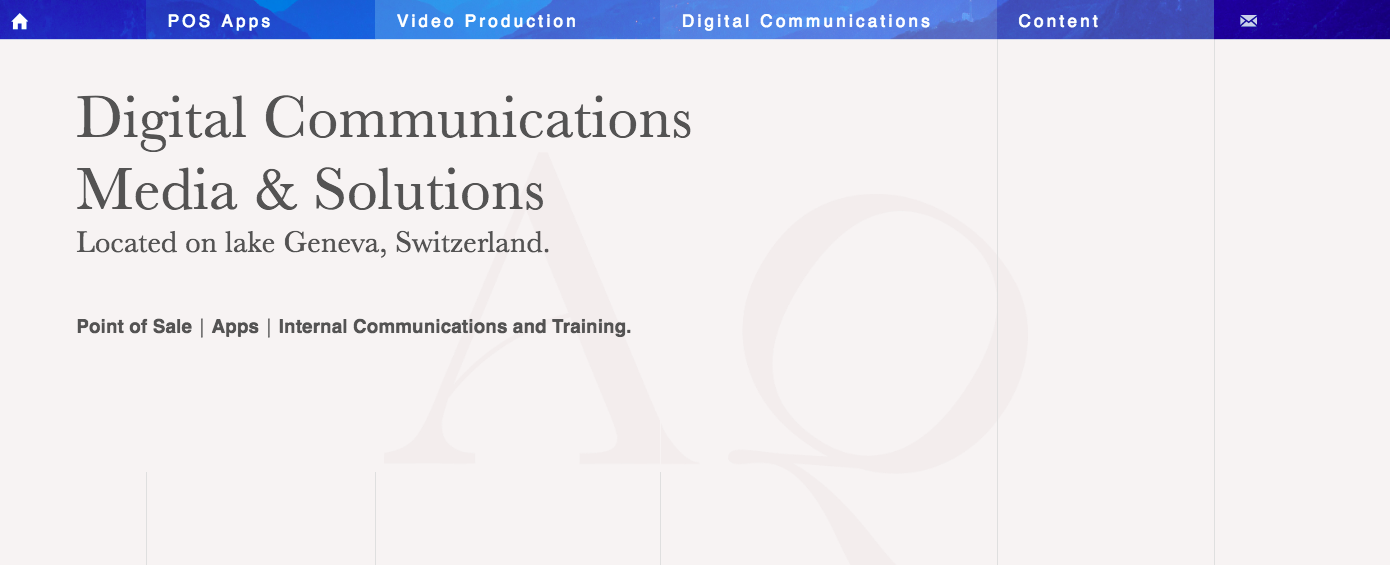 POS Apps Video Production Digital Communications Content
Digital Communications
Media & Solutions
Located on lake Geneva, Switzerland.
Point of Sale | Apps | Internal Communications and Training.
AQ